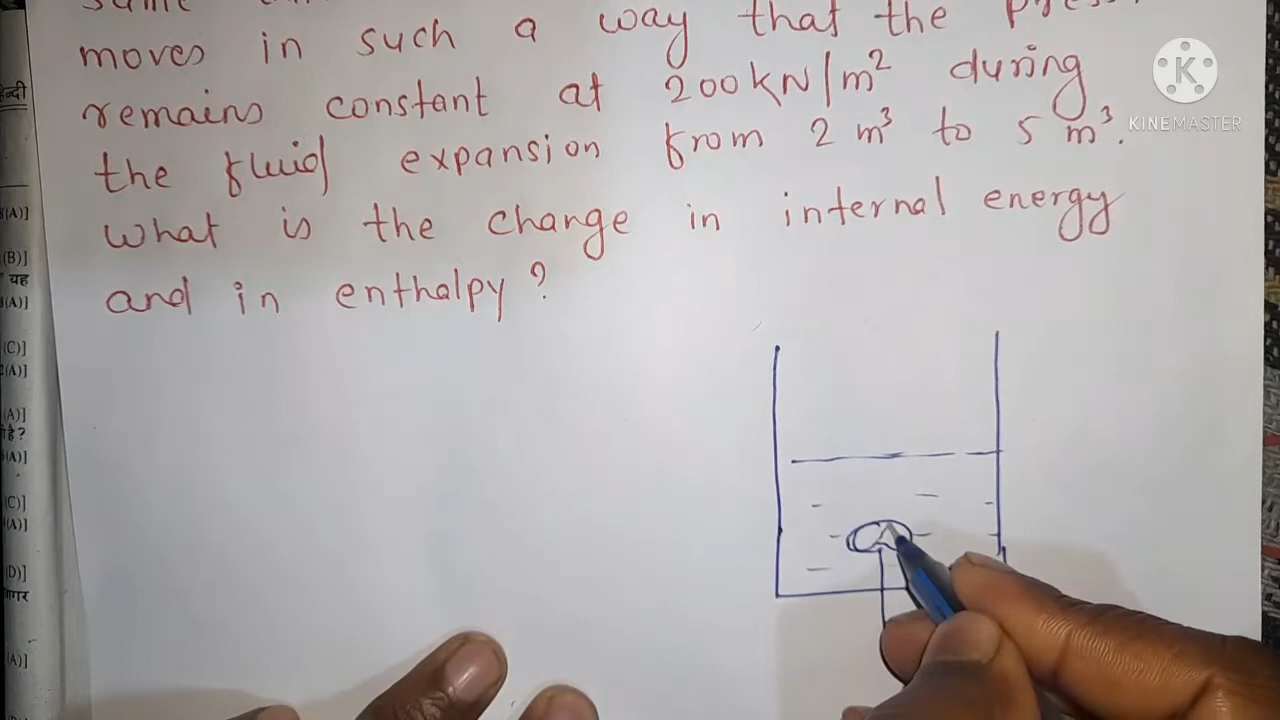 moves in such a way that the
remains constant at 200 kN/m² during
the fluid expansion from 2 m³ to 5 m³.
what is the change in internal energy
and in enthalpy?
K
KINEMASTER
हिन्दी
(B)]
यह
(C)]
(A)]
(A)]
(C)]
(D)]
(A)]